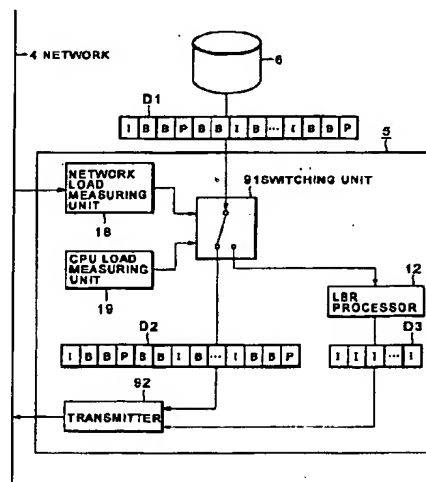 4 NETWORK
6
D1
I B B P B B I B ··· I B B P
5
NETWORK
LOAD
MEASURING
UNIT
18
91 SWITCHING UNIT
CPU LOAD
MEASURING
UNIT
19
12
LBR
PROCESSOR
D2
I B B P B B I B ··· I B B P
D3
I I I ··· I
92
TRANSMITTER